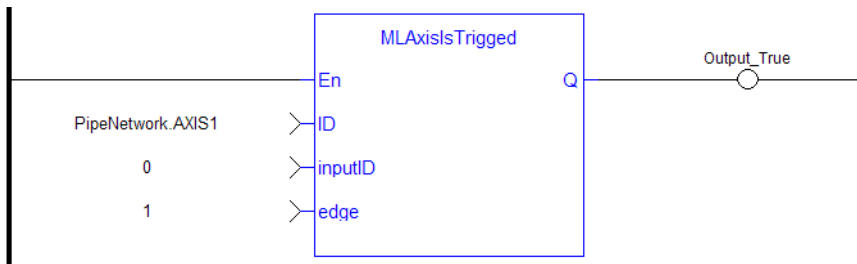 MLAxisIsTrigged
Output_True
En
Q
PipeNetwork.AXIS1
ID
0
inputID
1
edge